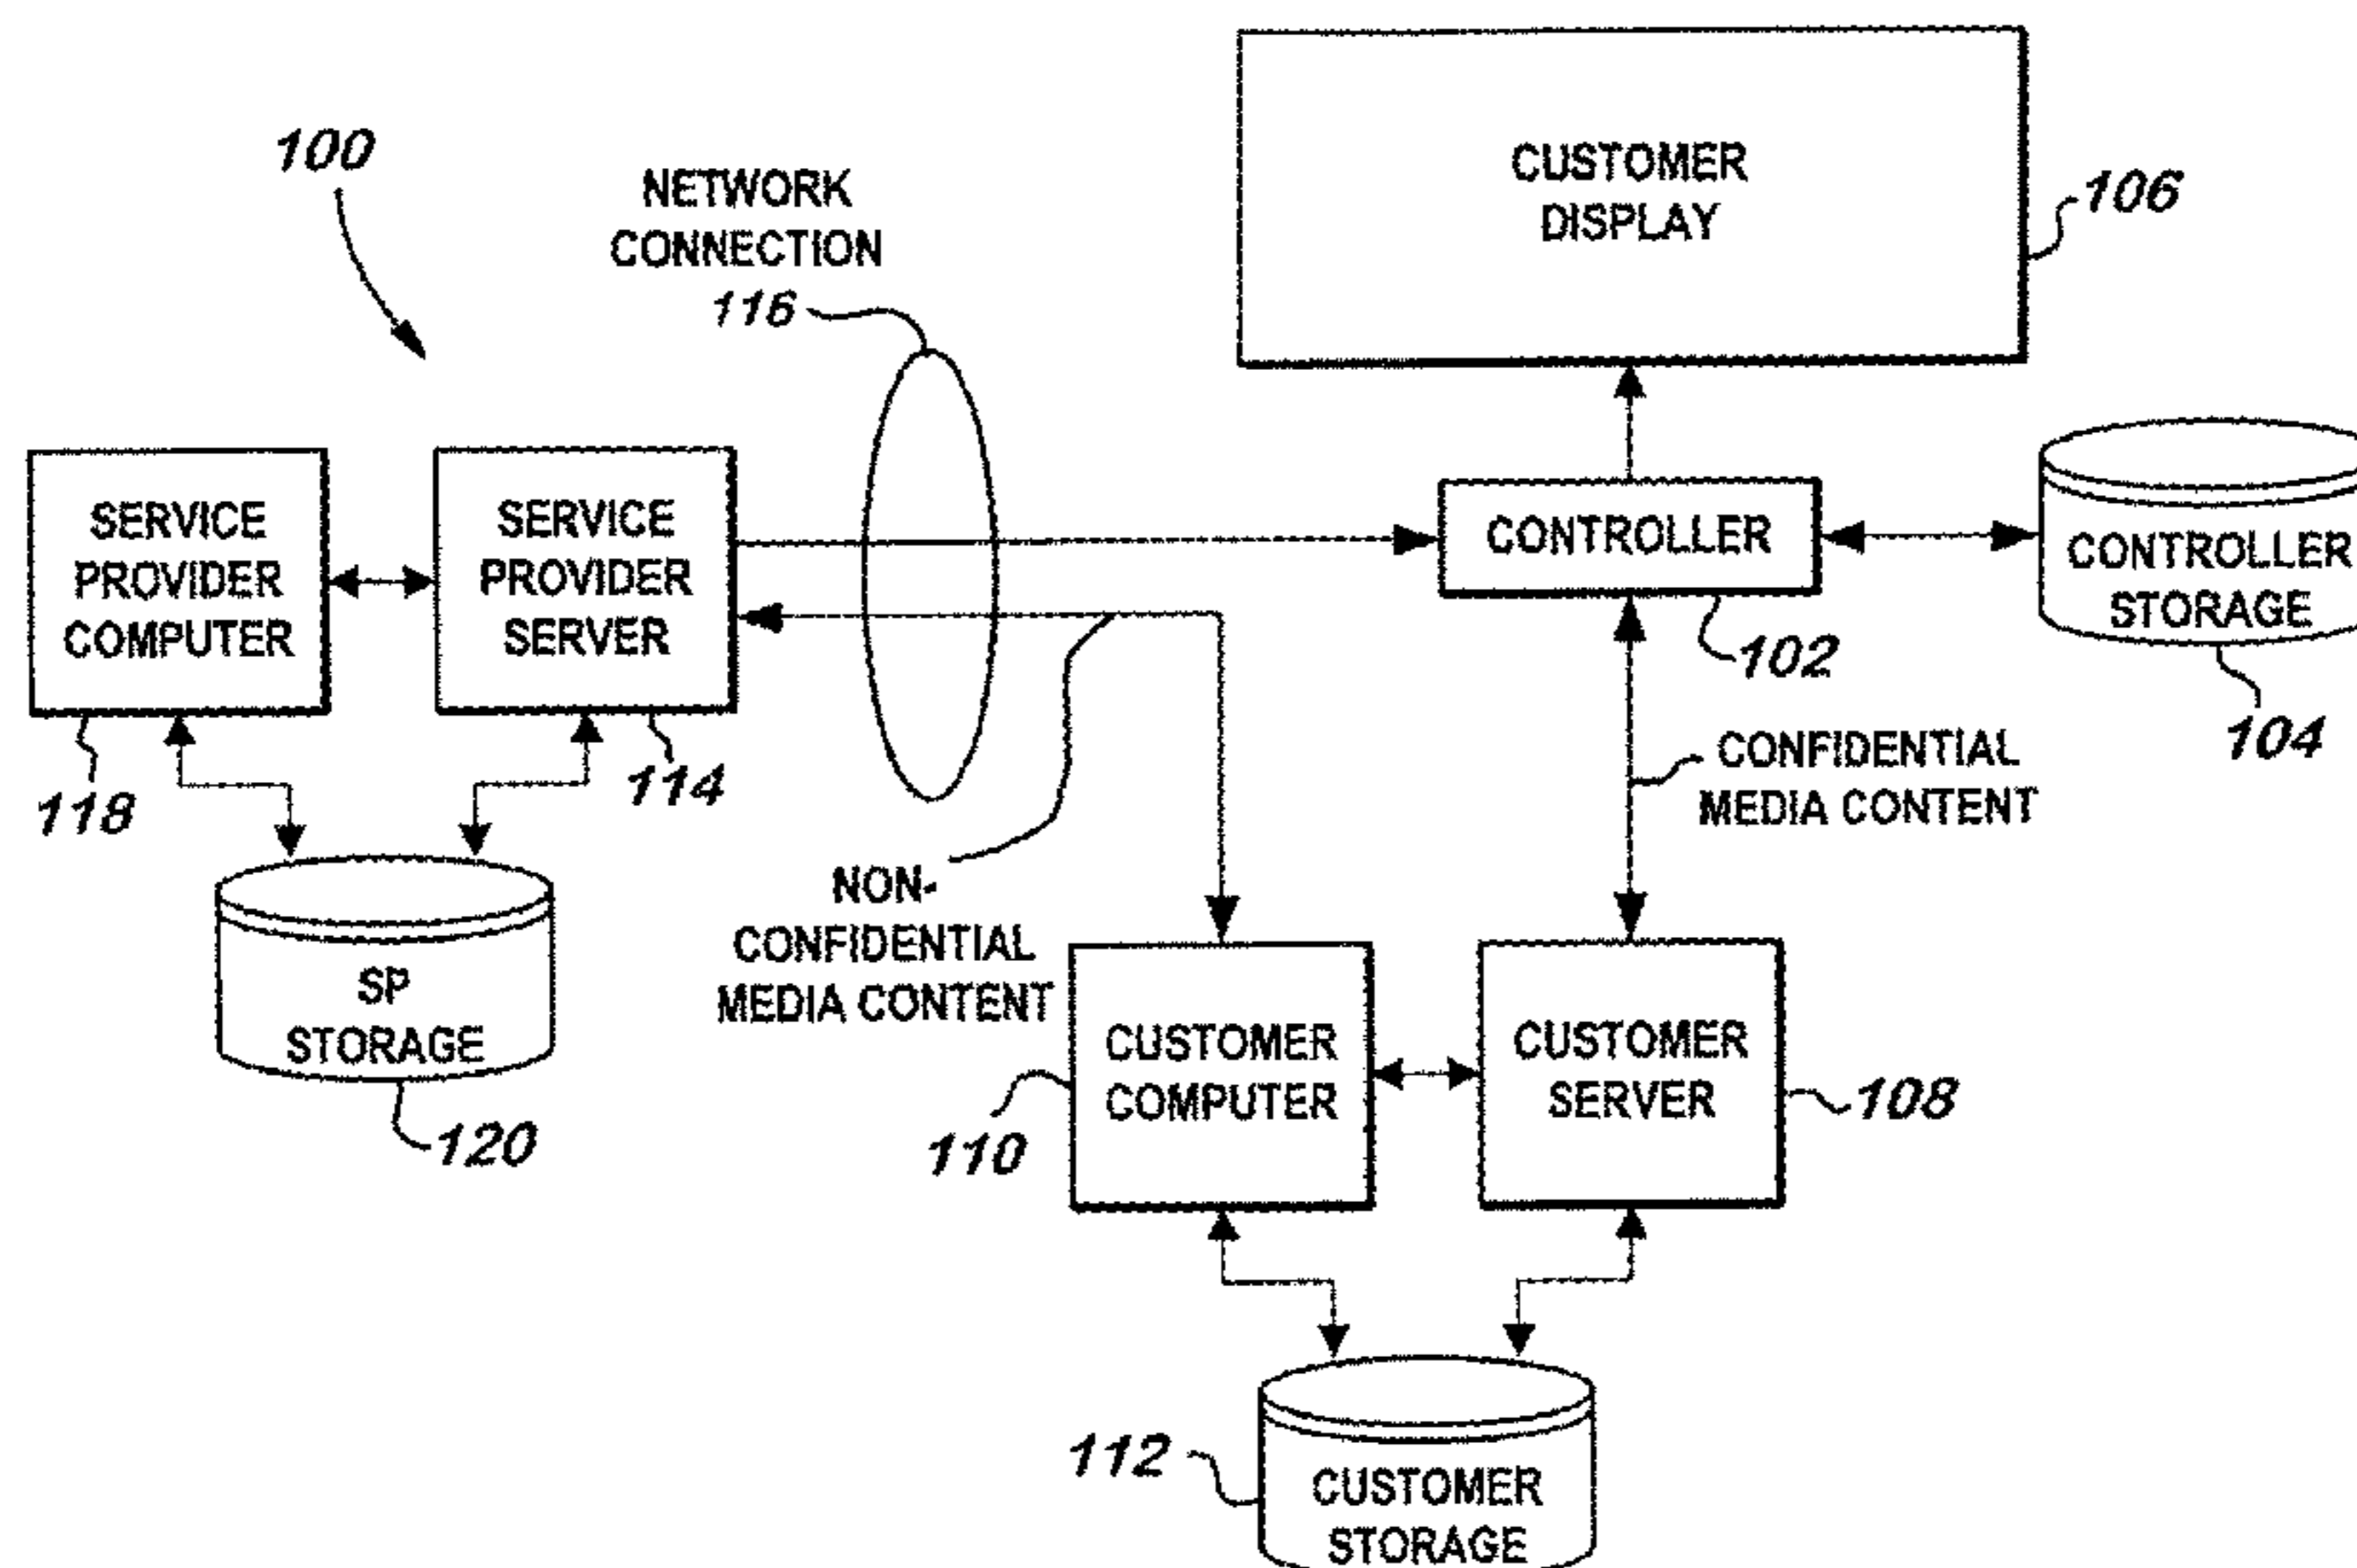 100
NETWORK
CONNECTION
116
CUSTOMER
DISPLAY
106
SERVICE
PROVIDER
COMPUTER
118
SERVICE
PROVIDER
SERVER
114
CONTROLLER
102
CONTROLLER
STORAGE
104
CONFIDENTIAL
MEDIA CONTENT
NON-
CONFIDENTIAL
MEDIA CONTENT
SP
STORAGE
120
CUSTOMER
COMPUTER
110
CUSTOMER
SERVER
108
112
CUSTOMER
STORAGE